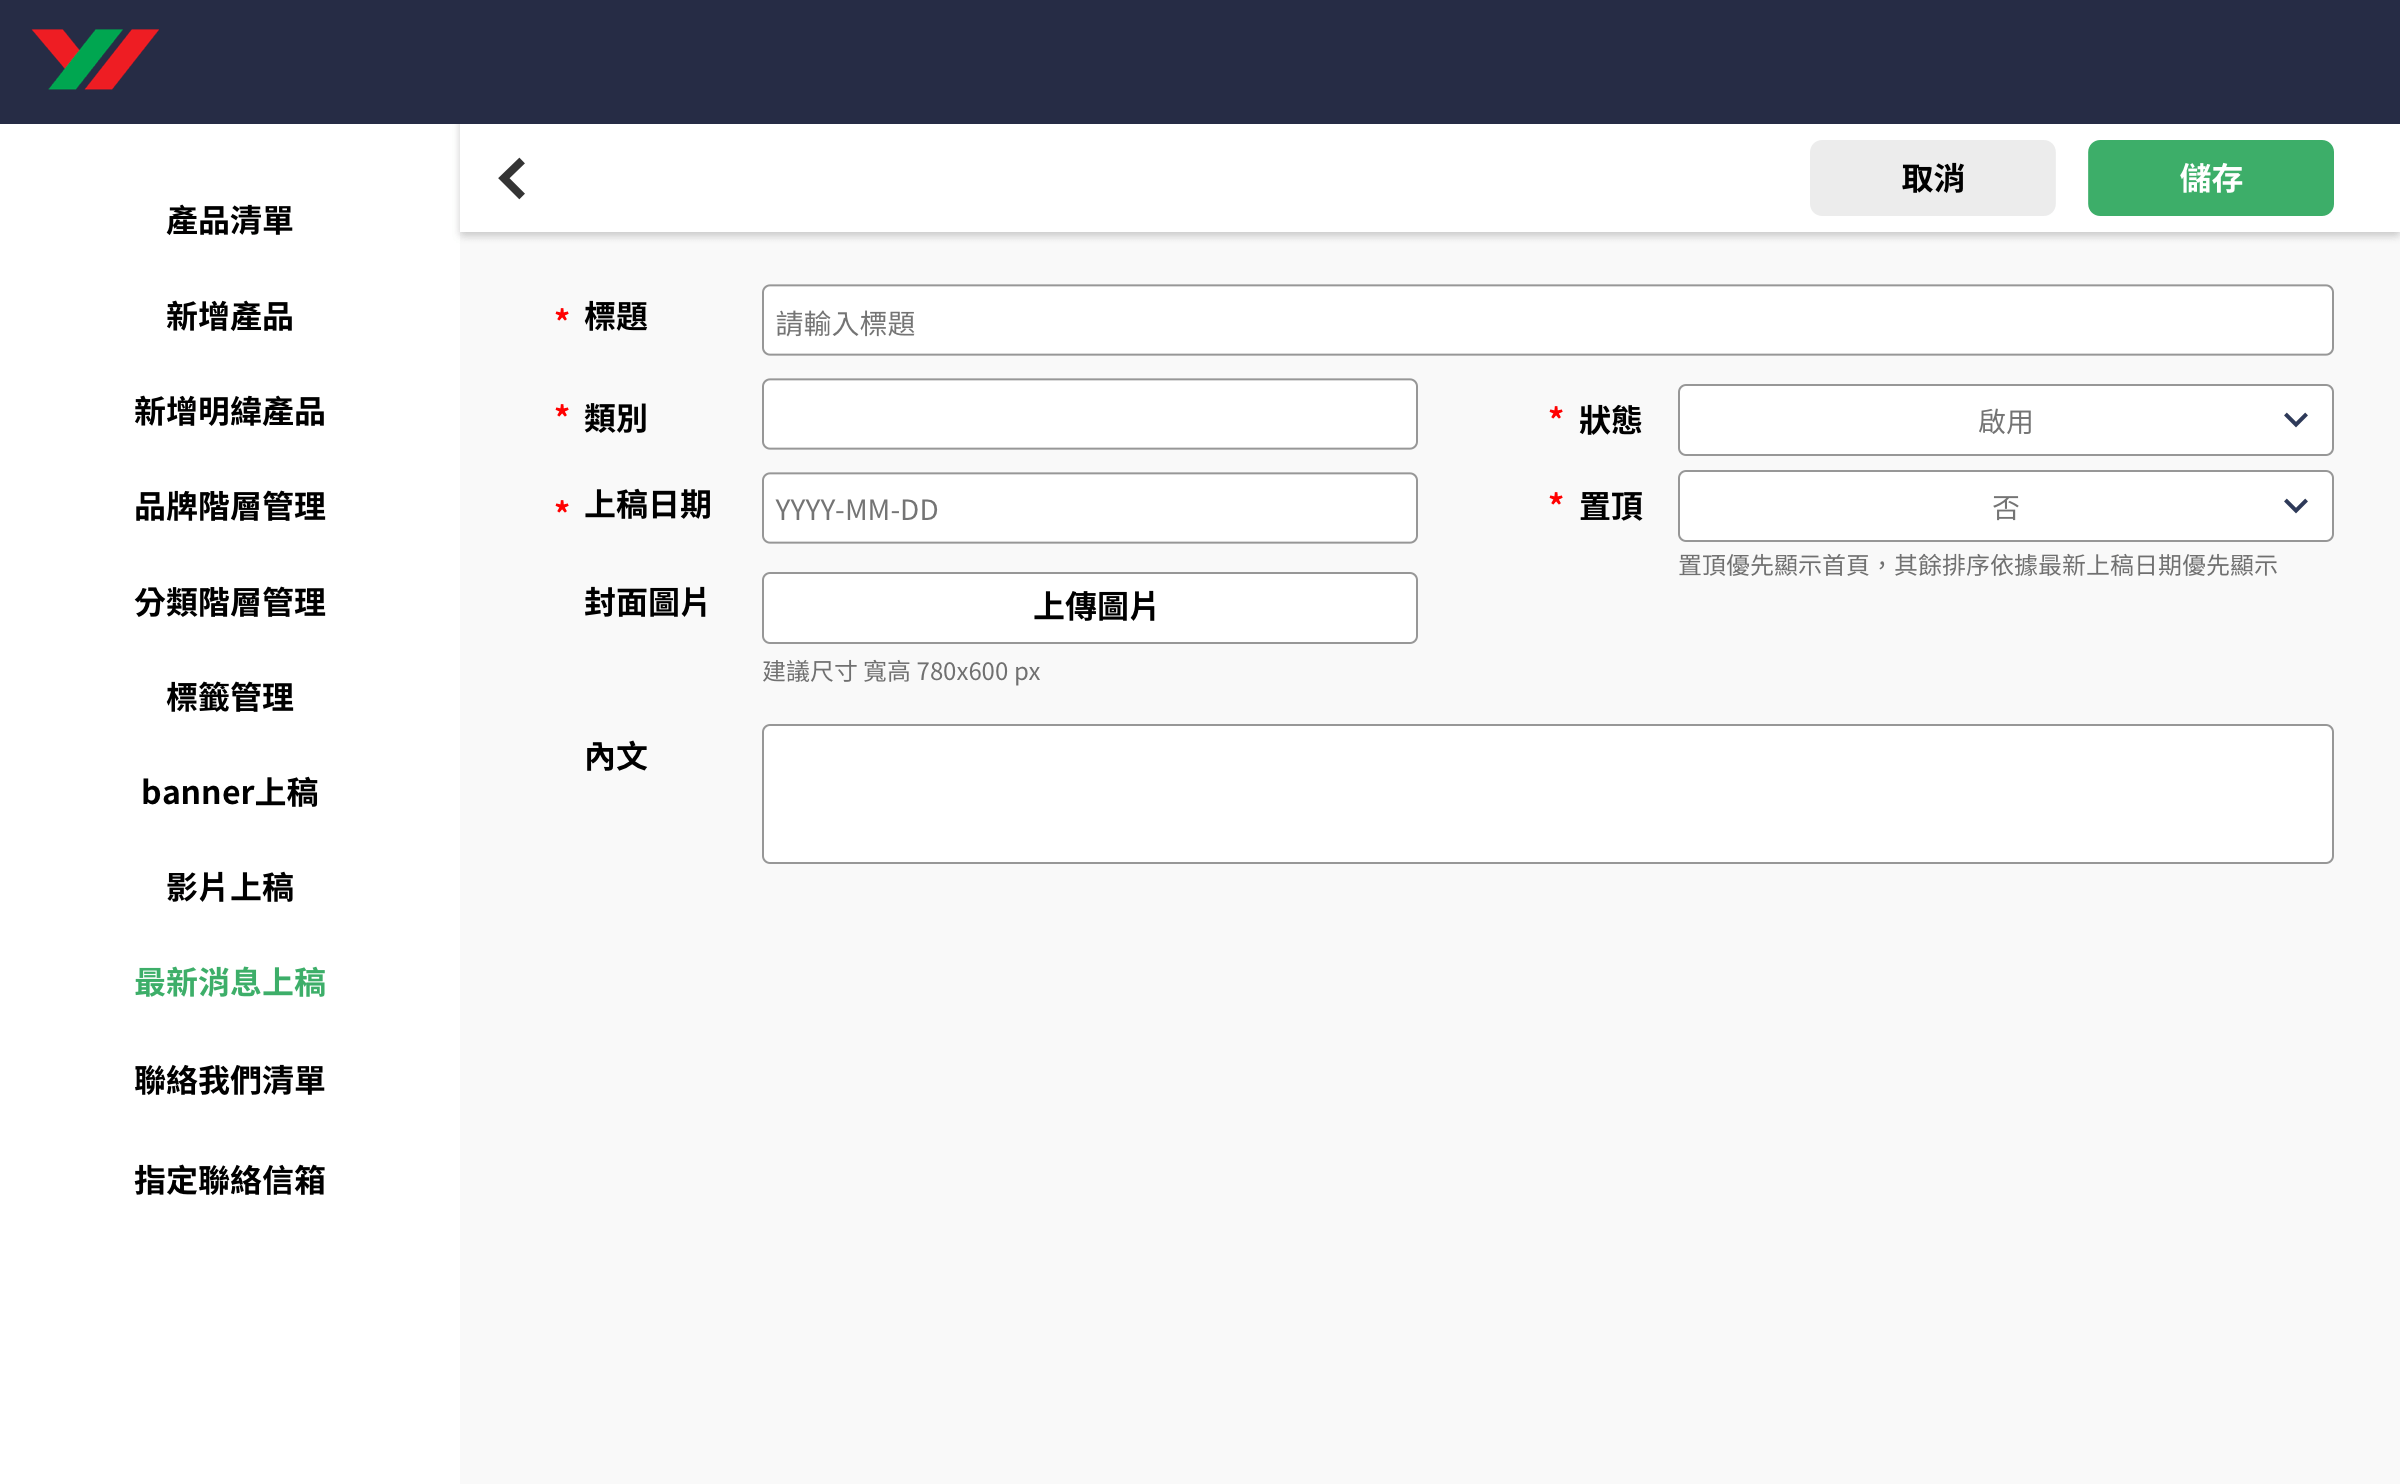 取消
儲存
產品清單
新增產品
新增明緯產品
品牌階層管理
分類階層管理
標籤管理
banner上稿
影片上稿
最新消息上稿
聯絡我們清單
指定聯絡信箱
* 標題
請輸入標題
* 類別
* 狀態
啟用
* 上稿日期
YYYY-MM-DD
* 置頂
否
置頂優先顯示首頁，其餘排序依據最新上稿日期優先顯示
封面圖片
上傳圖片
建議尺寸 寬高 780x600 px
內文